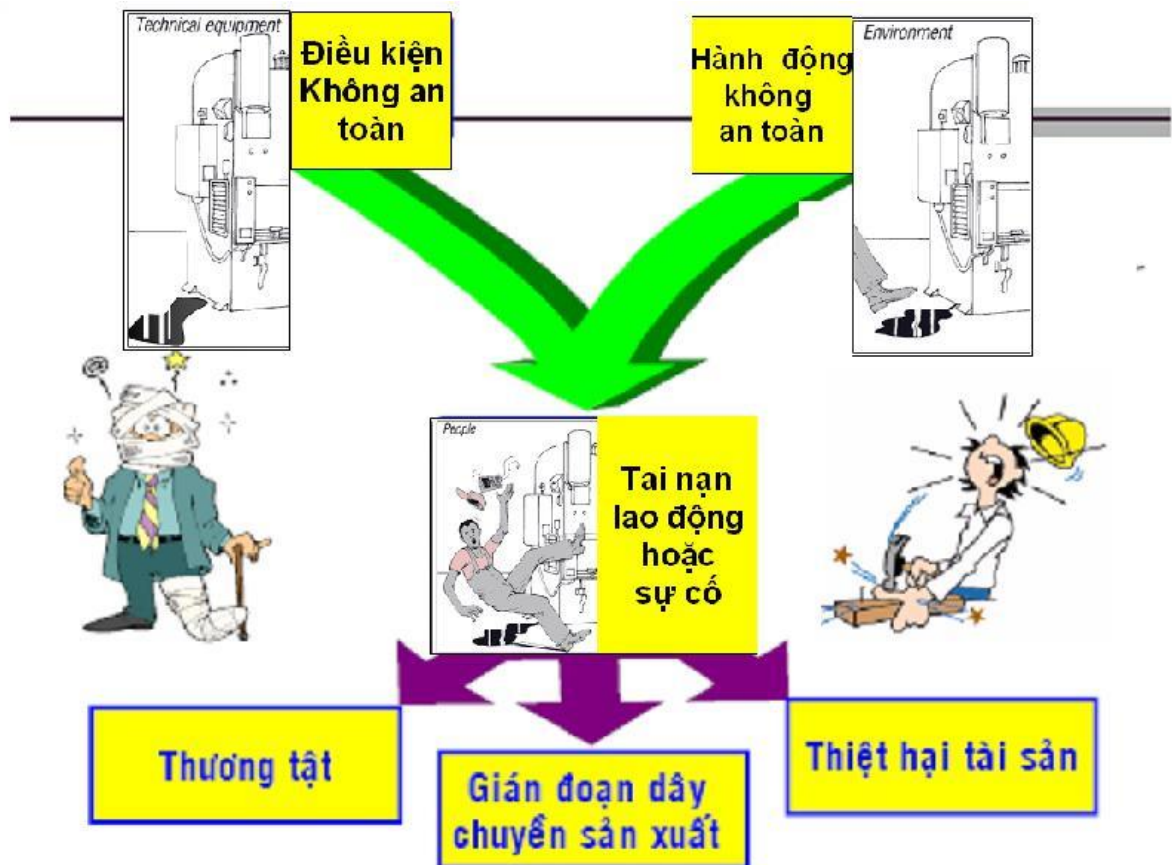 Technical equipment
Điều kiện
Không an
toàn
Hành động
không
an toản
Environment
People
Tai nạn
lao động
hoặc
sự cố
Thương tật
Gián đoạn dây
chuyền sản xuất
Thiệt hại tài sản